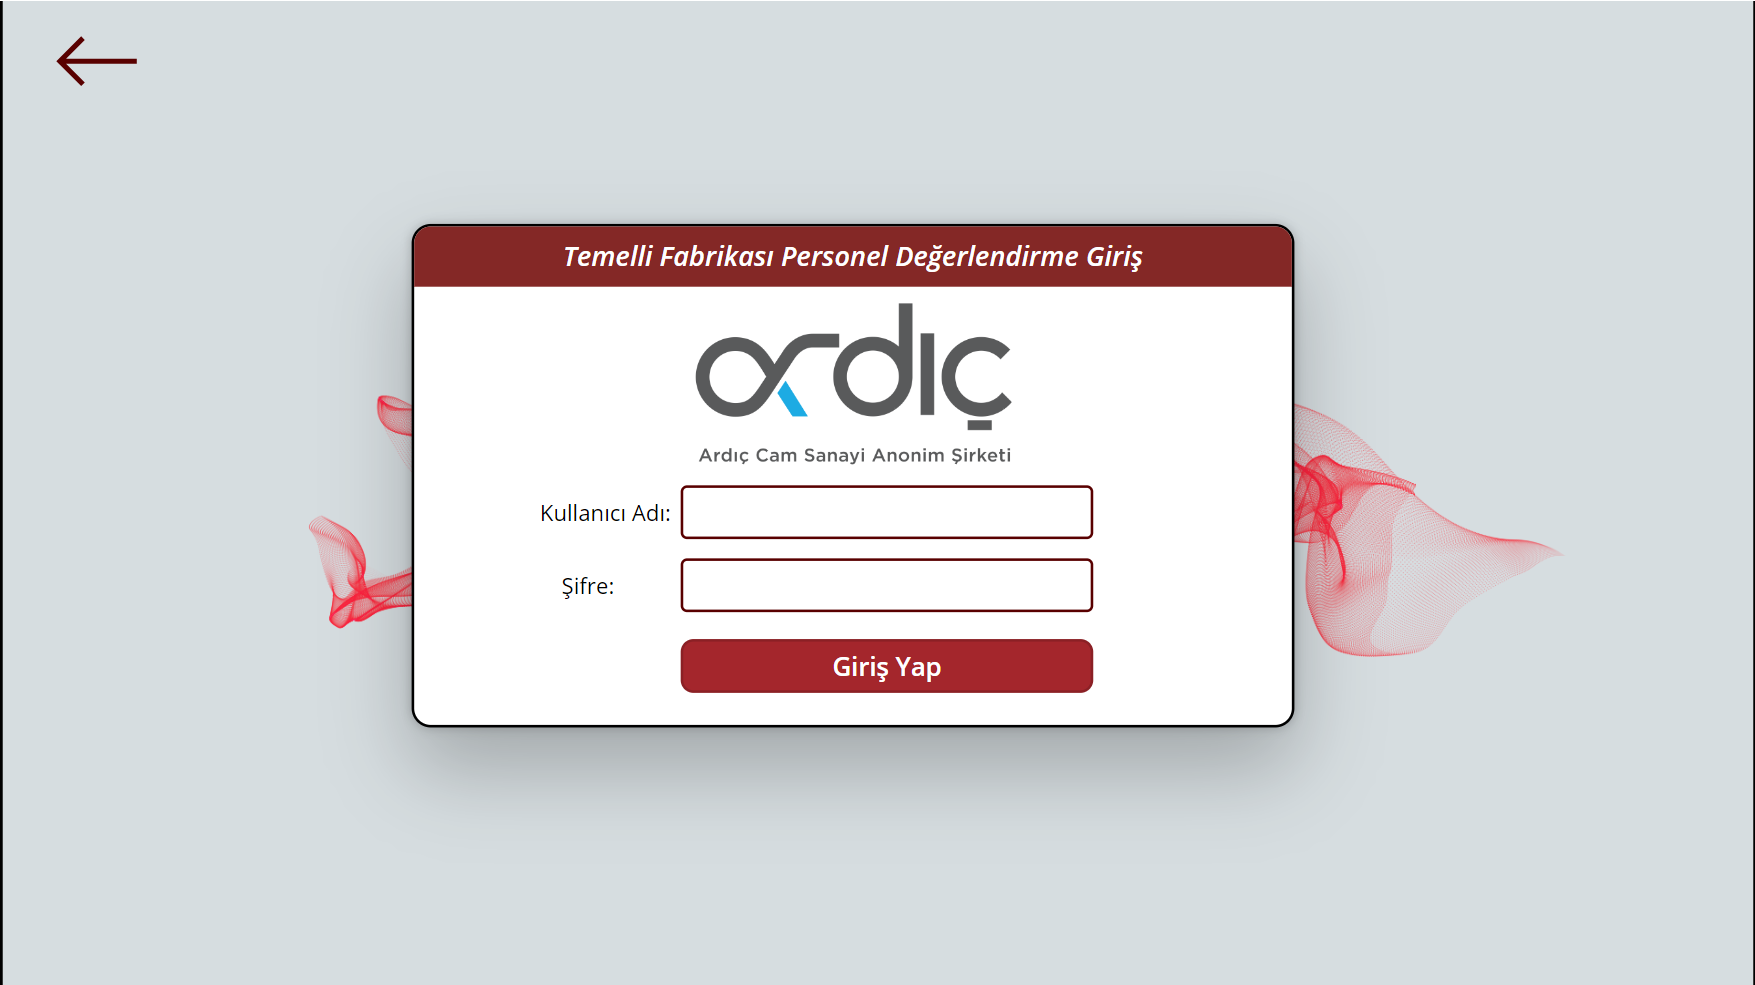 Temelli Fabrikası Personel Değerlendirme Giriş
ardıç
Ardıç Cam Sanayi Anonim Şirketi
Kullanıcı Adı:
Şifre:
Giriş Yap